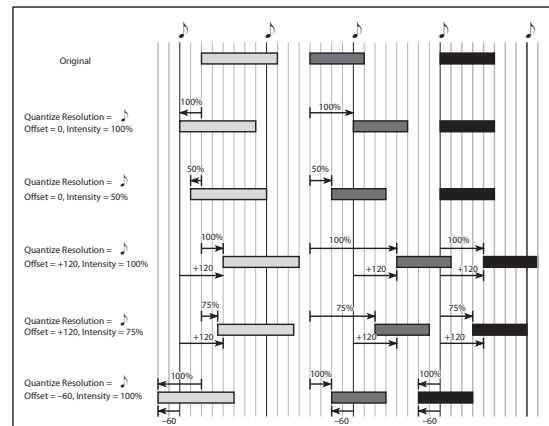 ♪ ♪ ♪ ♪ ♪
Original
Quantize Resolution = ♪
Offset = 0, Intensity = 100%
100% 100%
Quantize Resolution = ♪
Offset = 0, Intensity = 50%
50% 50%
Quantize Resolution = ♪
Offset = +120, Intensity = 100%
100% 100% 100%
+120 +120 +120
Quantize Resolution = ♪
Offset = +120, Intensity = 75%
75% 75% 75%
+120 +120 +120
Quantize Resolution = ♪
Offset = −60, Intensity = 100%
100% 100% 100%
−60 −60 −60